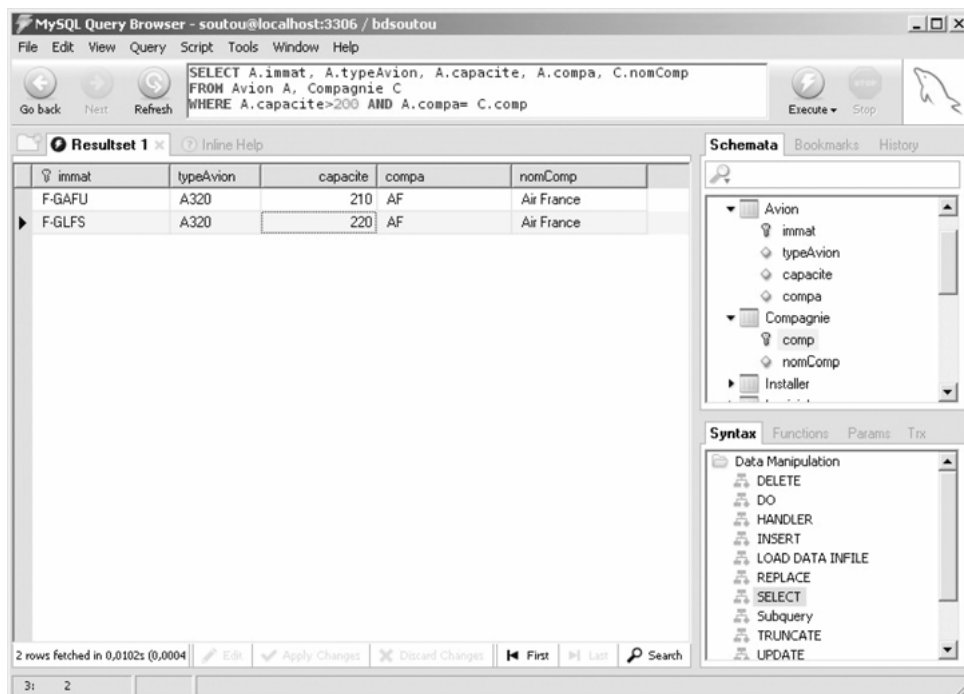 MySQL Query Browser - soutou@localhost:3306 / bdsoutou
File Edit View Query Script Tools Window Help
SELECT A.immat, A.typeAvion, A.capacite, A.compa, C.nomComp
FROM Avion A, Compagnie C
WHERE A.capacite>200 AND A.compa= C.comp
Go back Next Refresh Execute Stop
Resultset 1 Inline Help
immat typeAvion capacite compa nomComp
F-GAFU A320 210 AF Air France
F-GLFS A320 220 AF Air France
Schemata Bookmarks History
Avion
immat
typeAvion
capacite
compa
Compagnie
comp
nomComp
Installer
Syntax Functions Params Trx
Data Manipulation
DELETE
DO
HANDLER
INSERT
LOAD DATA INFILE
REPLACE
SELECT
Subquery
TRUNCATE
UPDATE
2 rows fetched in 0,0102s (0,0004 Edit Apply Changes Discard Changes First Last Search
3: 2